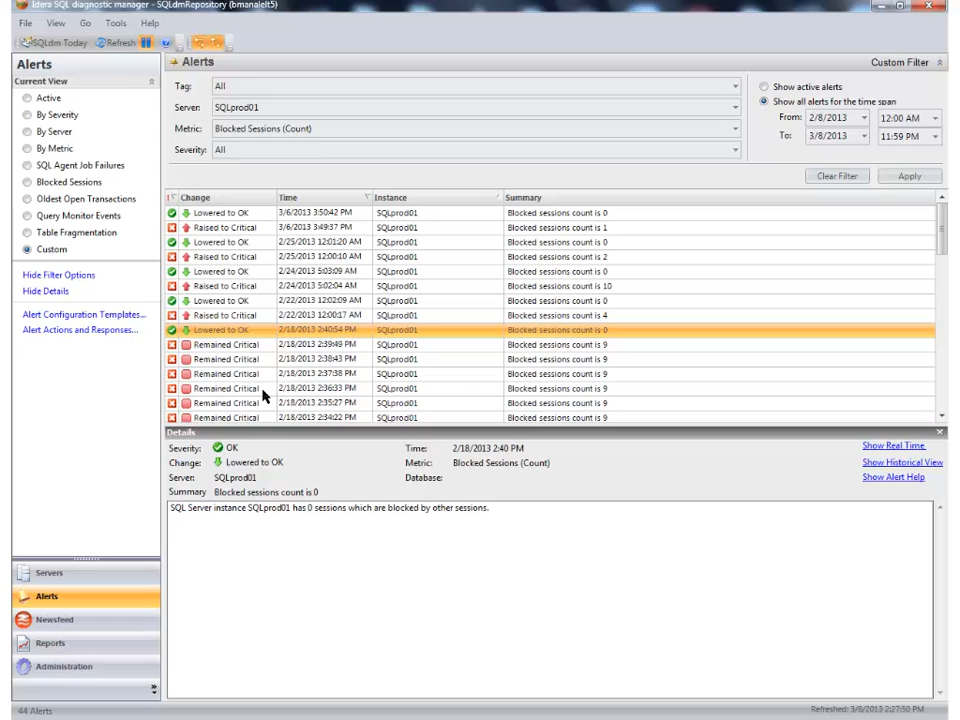 Idera SQL diagnostic manager - SQLdmRepository (bmanalelt5)
File View Go Tools Help
SQLdm Today Refresh
Alerts
Current View
Active
By Severity
By Server
By Metric
SQL Agent Job Failures
Blocked Sessions
Oldest Open Transactions
Query Monitor Events
Table Fragmentation
Custom
Hide Filter Options
Hide Details
Alert Configuration Templates...
Alert Actions and Responses...
Servers
Alerts
Newsfeed
Reports
Administration
Alerts Custom Filter
Tag: All
Server: SQLprod01
Metric: Blocked Sessions (Count)
Severity: All
Show active alerts
Show all alerts for the time span
From: 2/8/2013 12:00 AM
To: 3/8/2013 11:59 PM
Clear Filter Apply
Change Time Instance Summary
Lowered to OK 3/6/2013 3:50:42 PM SQLprod01 Blocked sessions count is 0
Raised to Critical 3/6/2013 3:49:37 PM SQLprod01 Blocked sessions count is 1
Lowered to OK 2/25/2013 12:01:20 AM SQLprod01 Blocked sessions count is 0
Raised to Critical 2/25/2013 12:00:10 AM SQLprod01 Blocked sessions count is 2
Lowered to OK 2/24/2013 5:03:09 AM SQLprod01 Blocked sessions count is 0
Raised to Critical 2/24/2013 5:02:04 AM SQLprod01 Blocked sessions count is 10
Lowered to OK 2/22/2013 12:02:09 AM SQLprod01 Blocked sessions count is 0
Raised to Critical 2/22/2013 12:00:17 AM SQLprod01 Blocked sessions count is 4
Lowered to OK 2/18/2013 2:40:54 PM SQLprod01 Blocked sessions count is 0
Remained Critical 2/18/2013 2:39:49 PM SQLprod01 Blocked sessions count is 9
Remained Critical 2/18/2013 2:38:43 PM SQLprod01 Blocked sessions count is 9
Remained Critical 2/18/2013 2:37:38 PM SQLprod01 Blocked sessions count is 9
Remained Critical 2/18/2013 2:36:33 PM SQLprod01 Blocked sessions count is 9
Remained Critical 2/18/2013 2:35:27 PM SQLprod01 Blocked sessions count is 9
Remained Critical 2/18/2013 2:34:22 PM SQLprod01 Blocked sessions count is 9
Details
Severity: OK Time: 2/18/2013 2:40 PM Show Real Time
Change: Lowered to OK Metric: Blocked Sessions (Count) Show Historical View
Server: SQLprod01 Database: Show Alert Help
Summary Blocked sessions count is 0
SQL Server instance SQLprod01 has 0 sessions which are blocked by other sessions.
44 Alerts Refreshed: 3/8/2013 2:27:50 PM